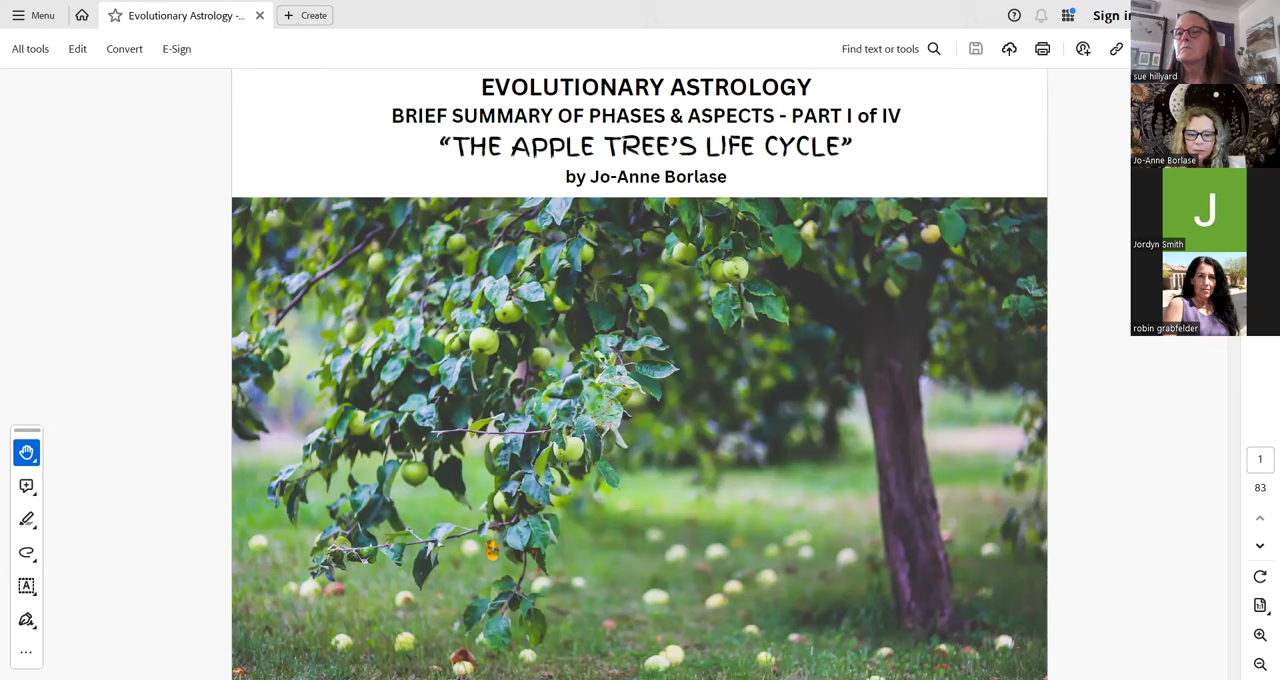 Menu
Evolutionary Astrology -...
Create
Sign in
All tools
Edit
Convert
E-Sign
Find text or tools
EVOLUTIONARY ASTROLOGY
BRIEF SUMMARY OF PHASES & ASPECTS - PART I of IV
“THE APPLE TREE’S LIFE CYCLE”
by Jo-Anne Borlase
sue hillyard
Jo-Anne Borlase
J
Jordyn Smith
robin grabfelder
1
83